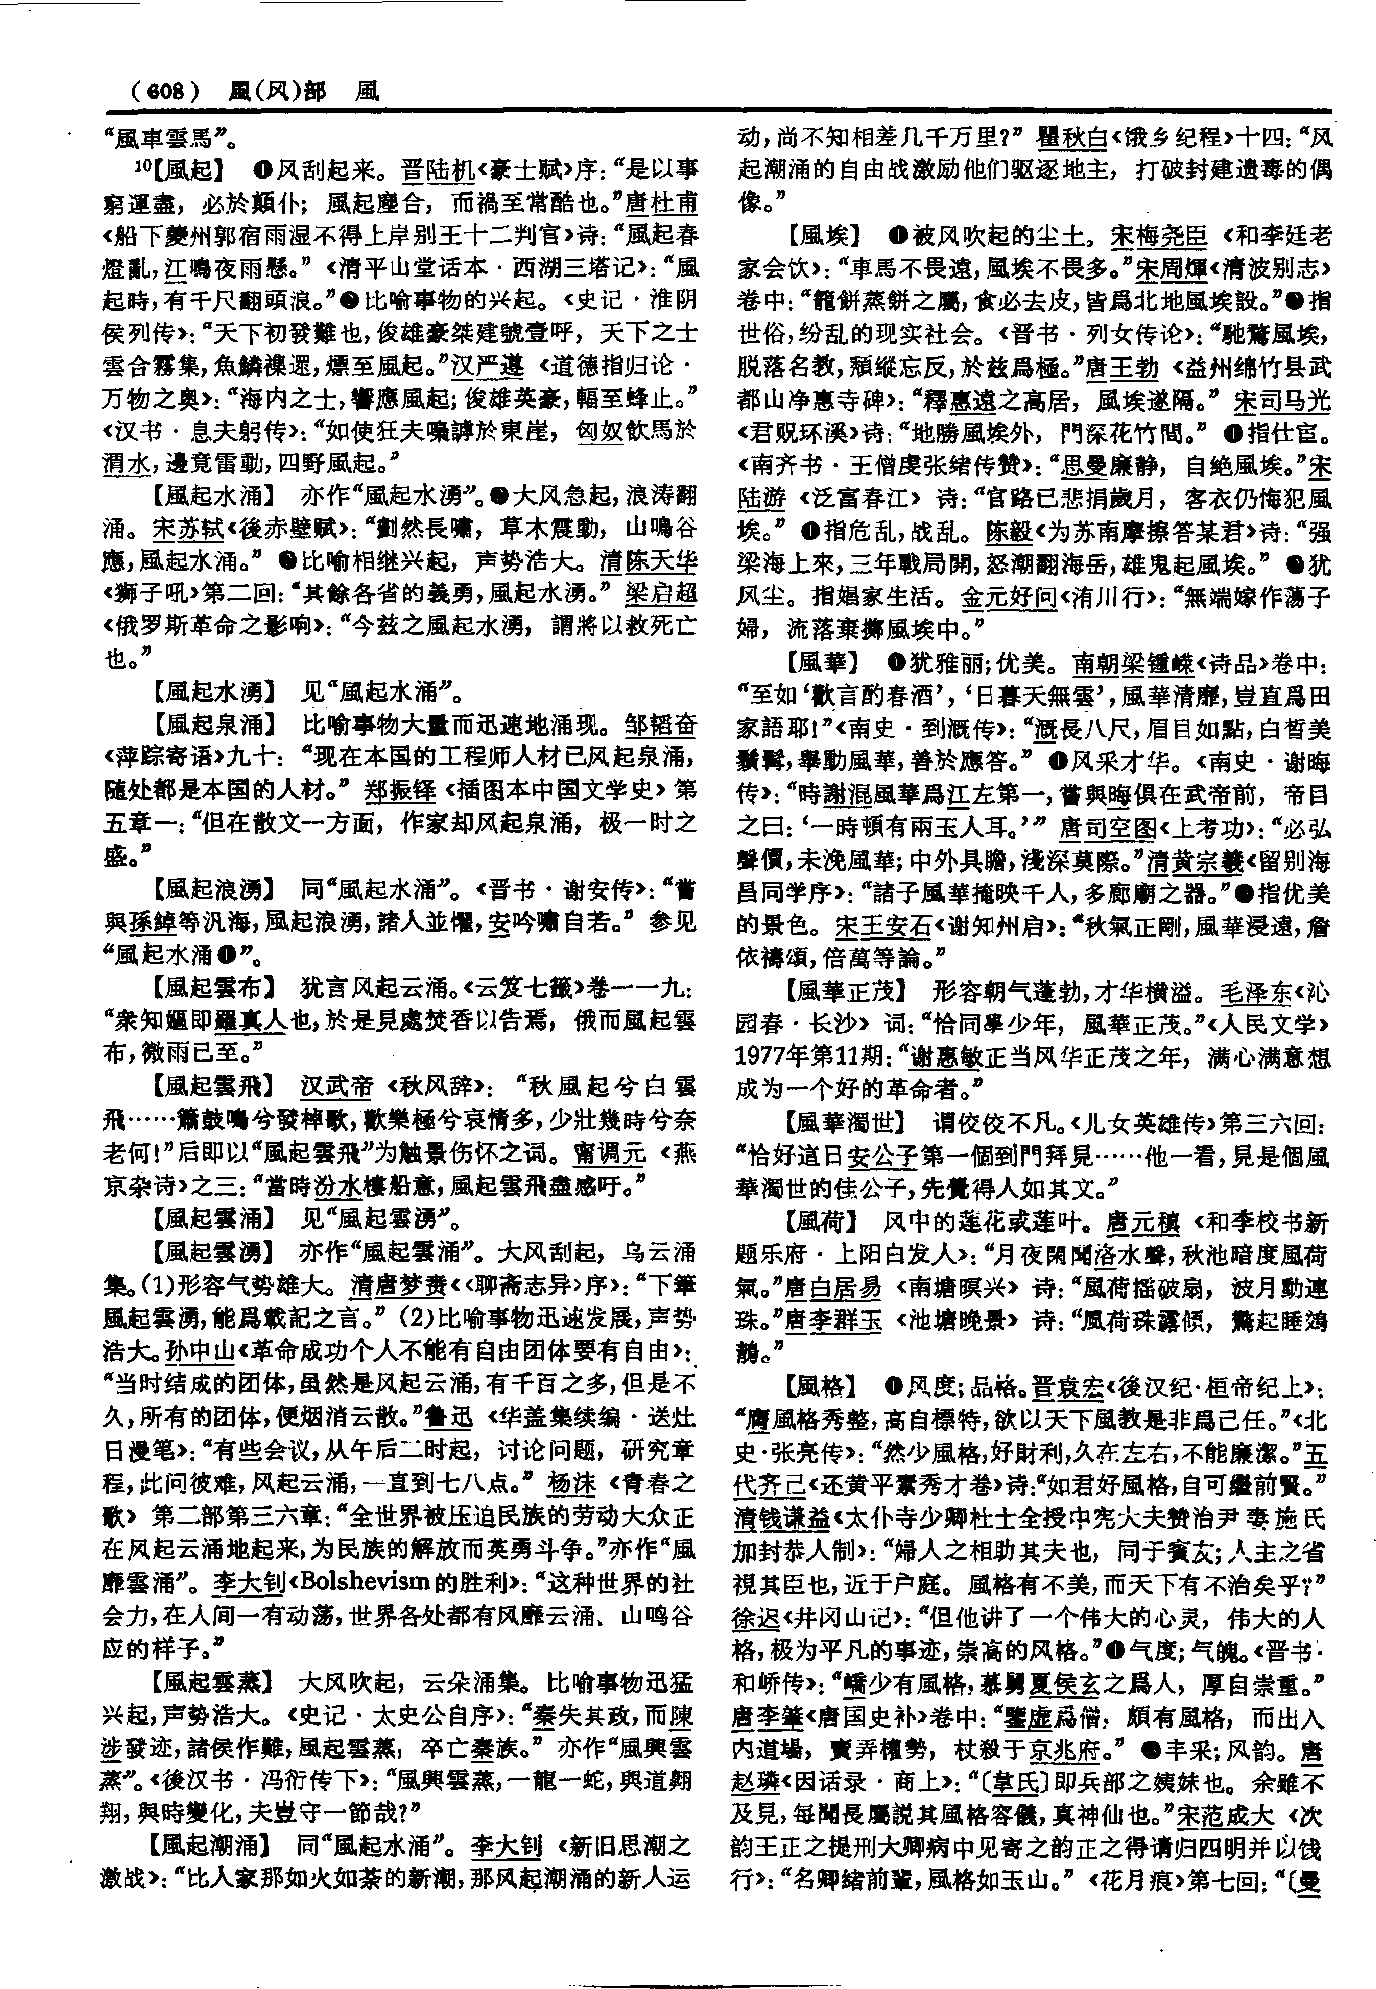 （608） 風(风)部 風
“風車雲馬”。
¹⁰【風起】 ❶风刮起来。晋陆机《豪士赋》序：“是以事
窮運盡，必於顛仆；風起塵合，而禍至常酷也。”唐杜甫
《船下夔州郭宿雨湿不得上岸别王十二判官》诗：“風起春
燈亂，江鳴夜雨懸。”《清平山堂话本·西湖三塔记》：“風
起時，有千尺翻頭浪。”❷比喻事物的兴起。《史记·淮阴
侯列传》：“天下初發難也，俊雄豪桀建號壹呼，天下之士
雲合霧集，魚鱗襍遝，熛至風起。”汉严遵《道德指归论·
万物之奥》：“海内之士，響應風起；俊雄英豪，輻至蜂止。”
《汉书·息夫躬传》：“如使狂夫嘄謼於東崖，匈奴飲馬於
渭水，邊竟雷動，四野風起。”
【風起水涌】 亦作“風起水湧”。❶大风急起，浪涛翻
涌。宋苏轼《後赤壁赋》：“劃然長嘯，草木震動，山鳴谷
應，風起水涌。”❷比喻相继兴起，声势浩大。清陈天华
《狮子吼》第二回：“其餘各省的義勇，風起水湧。”梁启超
《俄罗斯革命之影响》：“今兹之風起水湧，謂將以救死亡
也。”
【風起水湧】 见“風起水涌”。
【風起泉涌】 比喻事物大量而迅速地涌现。邹韬奋
《萍踪寄语》九十：“现在本国的工程师人材已风起泉涌，
随处都是本国的人材。”郑振铎《插图本中国文学史》第
五章一：“但在散文一方面，作家却风起泉涌，极一时之
盛。”
【風起浪湧】 同“風起水涌”。《晋书·谢安传》：“嘗
與孫綽等汎海，風起浪湧，諸人並懼，安吟嘯自若。”参见
“風起水涌❶”。
【風起雲布】 犹言风起云涌。《云笈七籤》卷一一九：
“衆知嫗即羅真人也，於是見處焚香以告焉，俄而風起雲
布，微雨已至。”
【風起雲飛】 汉武帝《秋风辞》：“秋風起兮白雲
飛……簫鼓鳴兮發棹歌，歡樂極兮哀情多，少壯幾時兮奈
老何！”后即以“風起雲飛”为触景伤怀之词。甯调元《燕
京杂诗》之三：“當時汾水樓船意，風起雲飛盡感吁。”
【風起雲涌】 见“風起雲湧”。
【風起雲湧】 亦作“風起雲涌”。大风刮起，乌云涌
集。(1)形容气势雄大。清唐梦赉《〈聊斋志异〉序》：“下筆
風起雲湧，能爲載記之言。”(2)比喻事物迅速发展，声势
浩大。孙中山《革命成功个人不能有自由团体要有自由》：
“当时结成的团体，虽然是风起云涌，有千百之多，但是不
久，所有的团体，便烟消云散。”鲁迅《华盖集续编·送灶
日漫笔》：“有些会议，从午后二时起，讨论问题，研究章
程，此问彼难，风起云涌，一直到七八点。”杨沫《青春之
歌》第二部第三六章：“全世界被压迫民族的劳动大众正
在风起云涌地起来，为民族的解放而英勇斗争。”亦作“風
靡雲涌”。李大钊《Bolshevism的胜利》：“这种世界的社
会力，在人间一有动荡，世界各处都有风靡云涌、山鸣谷
应的样子。”
【風起雲蒸】 大风吹起，云朵涌集。比喻事物迅猛
兴起，声势浩大。《史记·太史公自序》：“秦失其政，而陳
涉發迹，諸侯作難，風起雲蒸，卒亡秦族。”亦作“風興雲
蒸”。《後汉书·冯衍传下》：“風興雲蒸，一龍一蛇，與道翱
翔，與時變化，夫豈守一節哉？”
【風起潮涌】 同“風起水涌”。李大钊《新旧思潮之
激战》：“比人家那如火如荼的新潮，那风起潮涌的新人运
动，尚不知相差几千万里？”瞿秋白《饿乡纪程》十四：“风
起潮涌的自由战激励他们驱逐地主，打破封建遗毒的偶
像。”
【風埃】 ❶被风吹起的尘土。宋梅尧臣《和李廷老
家会饮》：“車馬不畏遠，風埃不畏多。”宋周煇《清波别志》
卷中：“籠餅蒸餅之屬，食必去皮，皆爲北地風埃設。”❷指
世俗，纷乱的现实社会。《晋书·列女传论》：“馳騖風埃，
脱落名教，頽縱忘反，於兹爲極。”唐王勃《益州绵竹县武
都山净惠寺碑》：“釋惠遠之高居，風埃遂隔。”宋司马光
《君贶环溪》诗：“地勝風埃外，門深花竹間。”❸指仕宦。
《南齐书·王僧虔张绪传赞》：“思曼廉静，自絶風埃。”宋
陆游《泛富春江》诗：“官路已悲捐歲月，客衣仍悔犯風
埃。”❹指危乱，战乱。陈毅《为苏南摩擦答某君》诗：“强
梁海上來，三年戰局開，怒潮翻海岳，雄鬼起風埃。”❺犹
风尘。指娼家生活。金元好问《洧川行》：“無端嫁作蕩子
婦，流落棄擲風埃中。”
【風華】 ❶犹雅丽；优美。南朝梁锺嵘《诗品》卷中：
“至如‘歡言酌春酒’，‘日暮天無雲’，風華清靡，豈直爲田
家語耶！”《南史·到溉传》：“溉長八尺，眉目如點，白皙美
鬚髯，舉動風華，善於應答。”❷风采才华。《南史·谢晦
传》：“時謝混風華爲江左第一，嘗與晦俱在武帝前，帝目
之曰：‘一時頓有兩玉人耳。’”唐司空图《上考功》：“必弘
聲價，未浼風華；中外具瞻，淺深莫際。”清黄宗羲《留别海
昌同学序》：“諸子風華掩映千人，多廊廟之器。”❸指优美
的景色。宋王安石《谢知州启》：“秋氣正剛，風華浸遠，詹
依禱頌，倍萬等論。”
【風華正茂】 形容朝气蓬勃，才华横溢。毛泽东《沁
园春·长沙》词：“恰同學少年，風華正茂。”《人民文学》
1977年第11期：“谢惠敏正当风华正茂之年，满心满意想
成为一个好的革命者。”
【風華濁世】 谓佼佼不凡。《儿女英雄传》第三六回：
“恰好這日安公子第一個到門拜見……他一看，見是個風
華濁世的佳公子，先覺得人如其文。”
【風荷】 风中的莲花或莲叶。唐元稹《和李校书新
题乐府·上阳白发人》：“月夜閑聞洛水聲，秋池暗度風荷
氣。”唐白居易《南塘暝兴》诗：“風荷摇破扇，波月動連
珠。”唐李群玉《池塘晚景》诗：“風荷珠露傾，驚起睡鵁
鶄。”
【風格】 ❶风度；品格。晋袁宏《後汉纪·桓帝纪上》：
“膺風格秀整，高自標特，欲以天下風教是非爲己任。”《北
史·张亮传》：“然少風格，好財利，久在左右，不能廉潔。”五
代齐己《还黄平素秀才卷》诗：“如君好風格，自可繼前賢。”
清钱谦益《太仆寺少卿杜士全授中宪大夫赞治尹妻施氏
加封恭人制》：“婦人之相助其夫也，同于賓友；人主之省
視其臣也，近于户庭。風格有不美，而天下有不治矣乎？”
徐迟《井冈山记》：“但他讲了一个伟大的心灵，伟大的人
格，极为平凡的事迹，崇高的风格。”❷气度；气魄。《晋书·
和峤传》：“嶠少有風格，慕舅夏侯玄之爲人，厚自崇重。”
唐李肇《唐国史补》卷中：“鑒虚爲僧，頗有風格，而出入
内道場，賣弄權勢，杖殺于京兆府。”❸丰采；风韵。唐
赵璘《因话录·商上》：“〔韋氏〕即兵部之姨妹也。余雖不
及見，每聞長屬説其風格容儀，真神仙也。”宋范成大《次
韵王正之提刑大卿病中见寄之韵正之得请归四明并以饯
行》：“名卿緒前輩，風格如玉山。”《花月痕》第七回：“〔曼